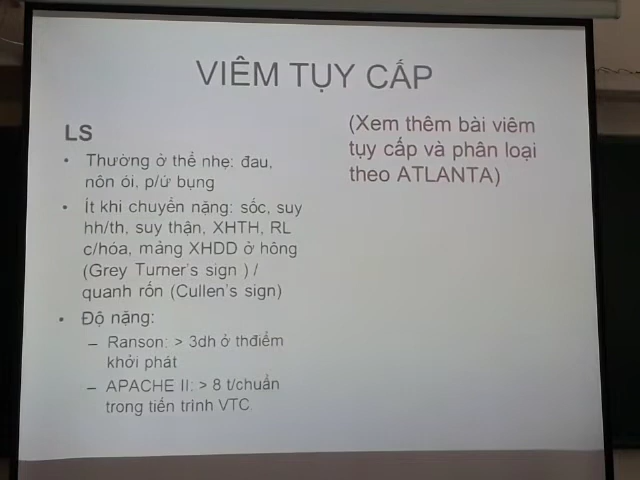 VIÊM TỤY CẤP
LS
• Thường ở thể nhẹ: đau,
nôn ói, p/ứ bụng
• Ít khi chuyển nặng: sốc, suy
hh/th, suy thận, XHTH, RL
c/hóa, mảng XHDD ở hông
(Grey Turner's sign ) /
quanh rốn (Cullen's sign)
• Độ nặng:
– Ranson: > 3dh ở thđiểm
khởi phát
– APACHE II: > 8 t/chuẩn
trong tiến trình VTC
(Xem thêm bài viêm
tụy cấp và phân loại
theo ATLANTA)